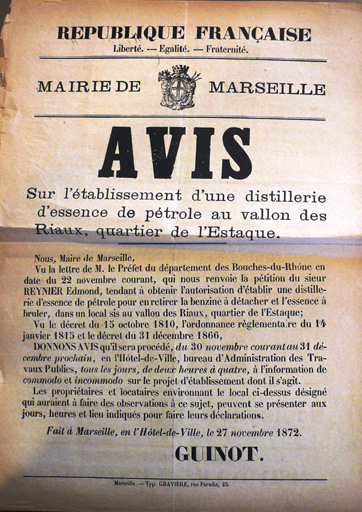 REPUBLIQUE FRANÇAISE
Liberté. — Egalité. — Fraternité.
MAIRIE DE MARSEILLE
AVIS
Sur l'établissement d'une distillerie
d'essence de pétrole au vallon des
Riaux, quartier de l'Estaque.
Nous, Maire de Marseille,
Vu la lettre de M. le Préfet du département des Bouches-du-Rhône en
date du 22 novembre courant, qui nous renvoie la pétition du sieur
REYNIER Edmond, tendant à obtenir l'autorisation d'établir une distille-
rie d'essence de pétrole pour en retirer la benzine à détacher et l'essence à
bruler, dans un local sis au vallon des Riaux, quartier de l'Estaque;
Vu le décret du 15 octobre 1810, l'ordonnance règlementaire du 14
janvier 1815 et le décret du 31 décembre 1866,
DONNONS AVIS qu'il sera procédé, du 30 novembre courant au 31 dé-
cembre prochain, en l'Hôtel-de-Ville, bureau d'Administration des Tra-
vaux Publics, tous les jours, de deux heures à quatre, à l'information de
commodo et incommodo sur le projet d'établissement dont il s'agit.
Les propriétaires et locataires environnant le local ci-dessus désigné
qui auraient à faire des observations à ce sujet, peuvent se présenter aux
jours, heures et lieu indiqués pour faire leurs déclarations.
Fait à Marseille, en l'Hôtel-de-Ville, le 27 novembre 1872.
GUINOT.
Marseille. — Typ. GRAVIÈRE, rue Paradis, 25.